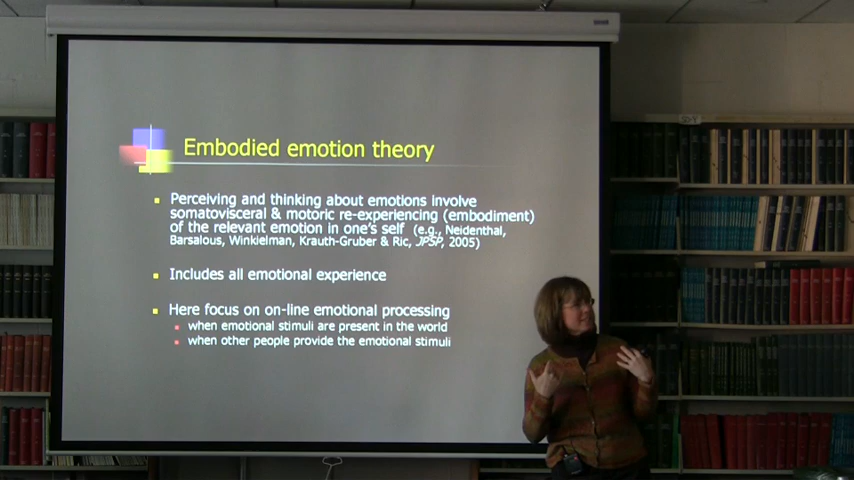 Embodied emotion theory
Perceiving and thinking about emotions involve
somatovisceral & motoric re-experiencing (embodiment)
of the relevant emotion in one's self (e.g., Neidenthal,
Barsalous, Winkielman, Krauth-Gruber & Ric, JPSP, 2005)
Includes all emotional experience
Here focus on on-line emotional processing
when emotional stimuli are present in the world
when other people provide the emotional stimuli